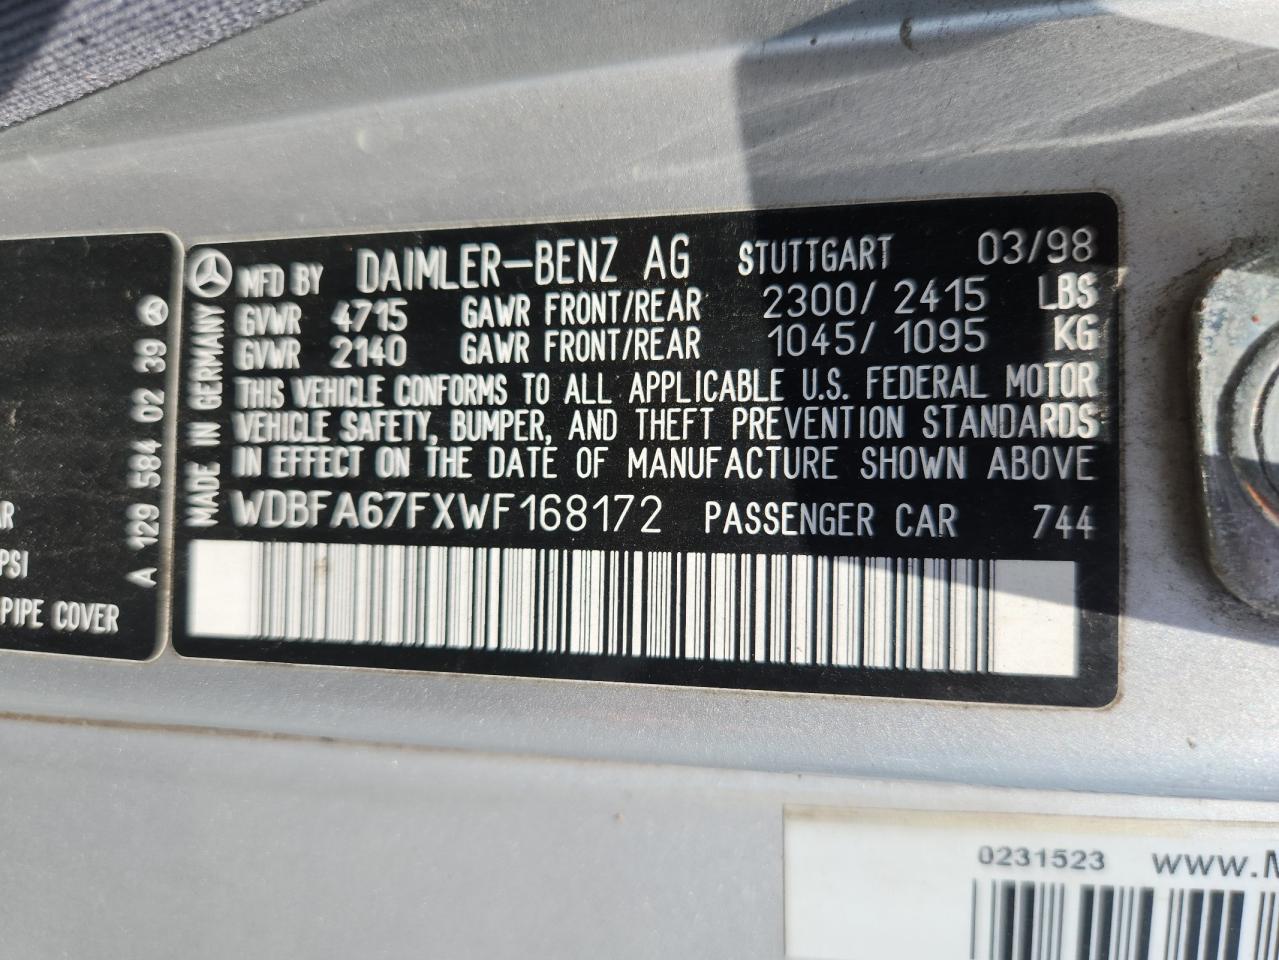 MFD BY DAIMLER-BENZ AG STUTTGART 03/98
GVWR 4715 GAWR FRONT/REAR 2300/ 2415 LBS
GVWR 2140 GAWR FRONT/REAR 1045/ 1095 KG
THIS VEHICLE CONFORMS TO ALL APPLICABLE U.S. FEDERAL MOTOR
VEHICLE SAFETY, BUMPER, AND THEFT PREVENTION STANDARDS
IN EFFECT ON THE DATE OF MANUFACTURE SHOWN ABOVE
WDBFA67FXWF168172 PASSENGER CAR 744
MADE IN GERMANY
A 129 584 02 39
PSI
PIPE COVER
0231523 WWW.